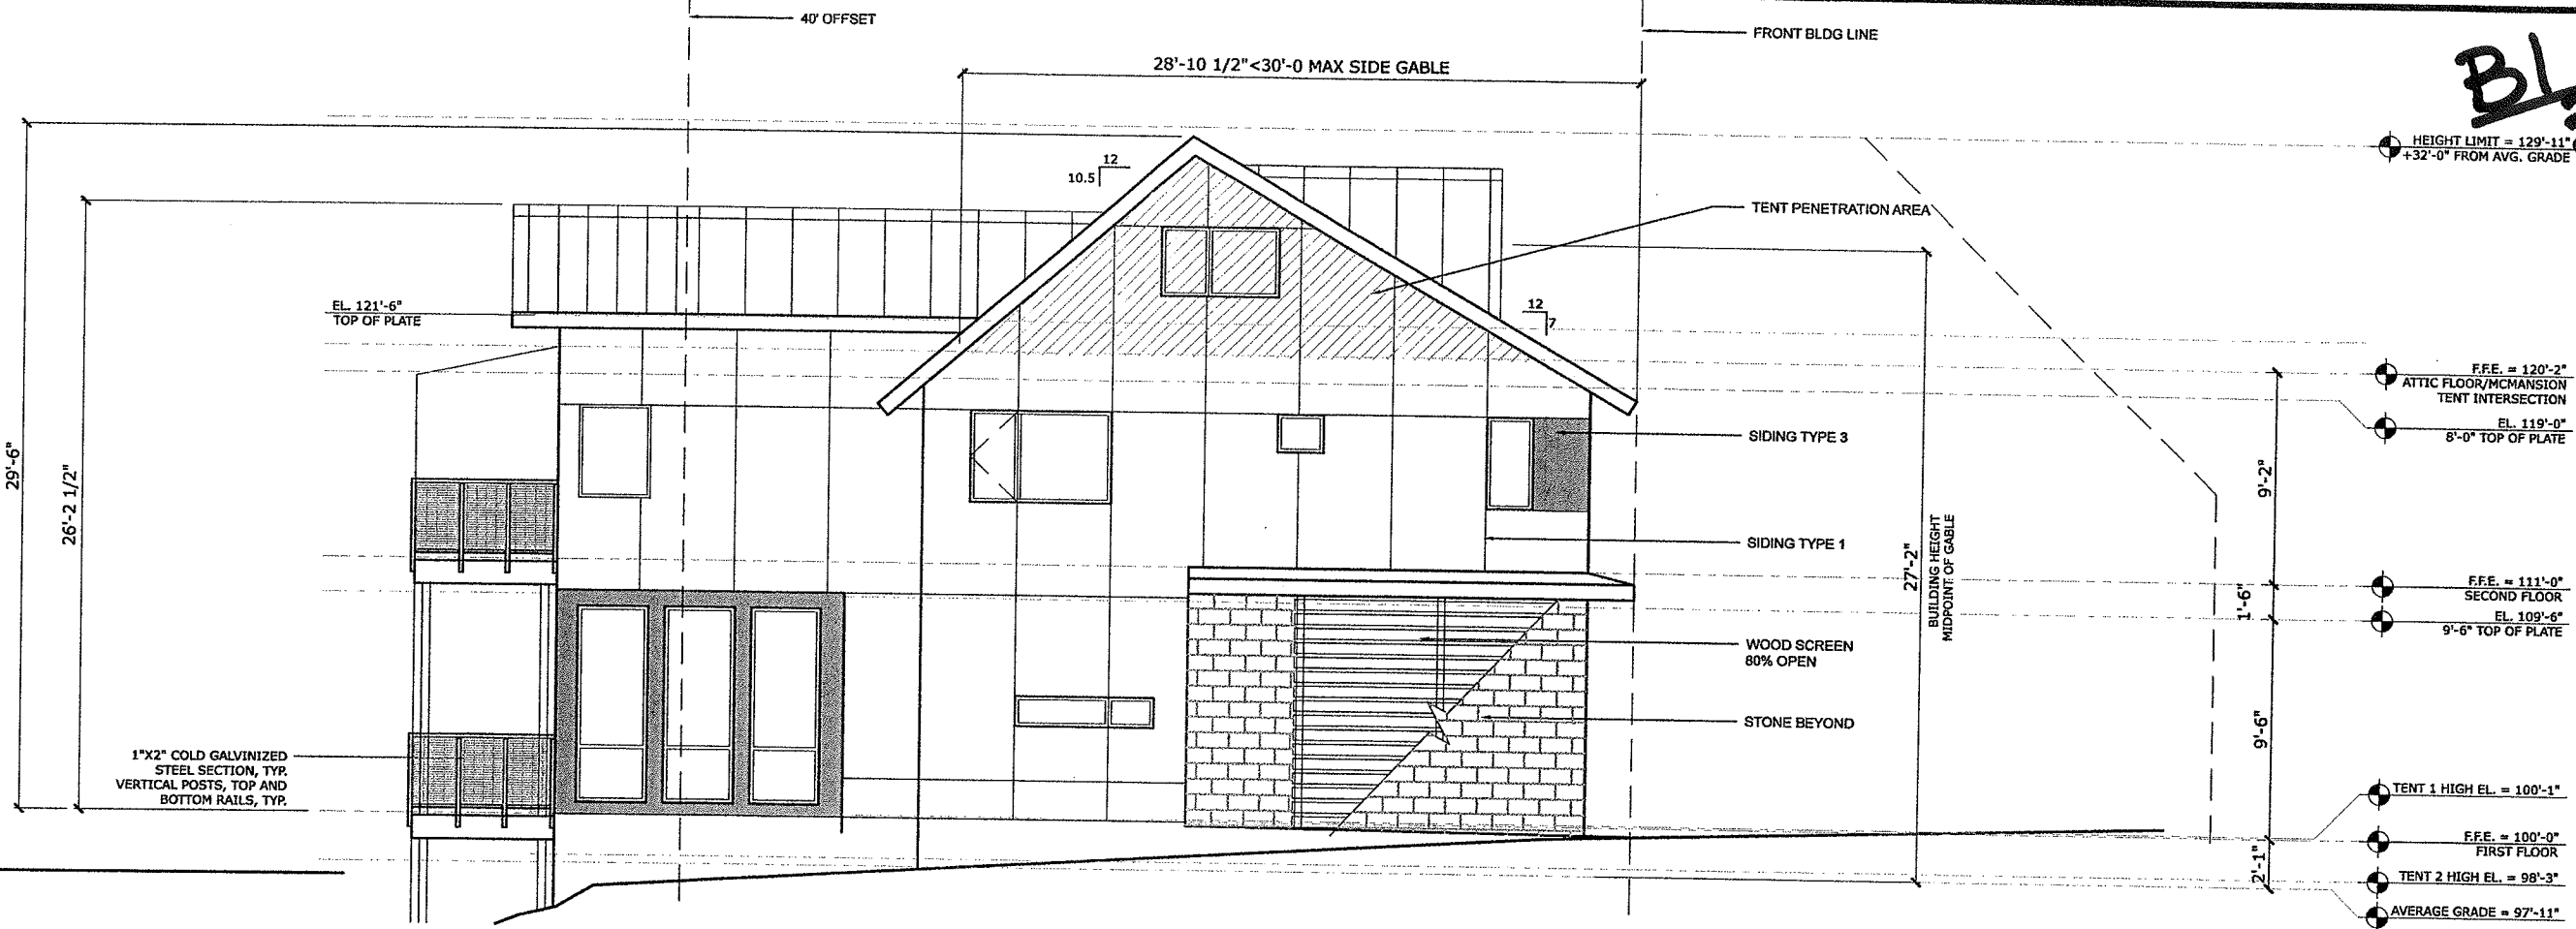 40' OFFSET
FRONT BLDG LINE
28'-10 1/2"<30'-0 MAX SIDE GABLE
HEIGHT LIMIT = 129'-11"
+32'-0" FROM AVG. GRADE
12
10.5
TENT PENETRATION AREA
EL. 121'-6"
TOP OF PLATE
12
7
F.F.E. = 120'-2"
ATTIC FLOOR/MCMANSION
TENT INTERSECTION
EL. 119'-0"
8'-0" TOP OF PLATE
SIDING TYPE 3
29'-6"
26'-2 1/2"
9'-2"
SIDING TYPE 1
27'-2"
BUILDING HEIGHT
MIDPOINT OF GABLE
F.F.E. = 111'-0"
SECOND FLOOR
1'-6"
EL. 109'-6"
9'-6" TOP OF PLATE
WOOD SCREEN
80% OPEN
STONE BEYOND
9'-6"
1"X2" COLD GALVINIZED
STEEL SECTION, TYP.
VERTICAL POSTS, TOP AND
BOTTOM RAILS, TYP.
TENT 1 HIGH EL. = 100'-1"
F.F.E. = 100'-0"
FIRST FLOOR
2'-1"
TENT 2 HIGH EL. = 98'-3"
AVERAGE GRADE = 97'-11"